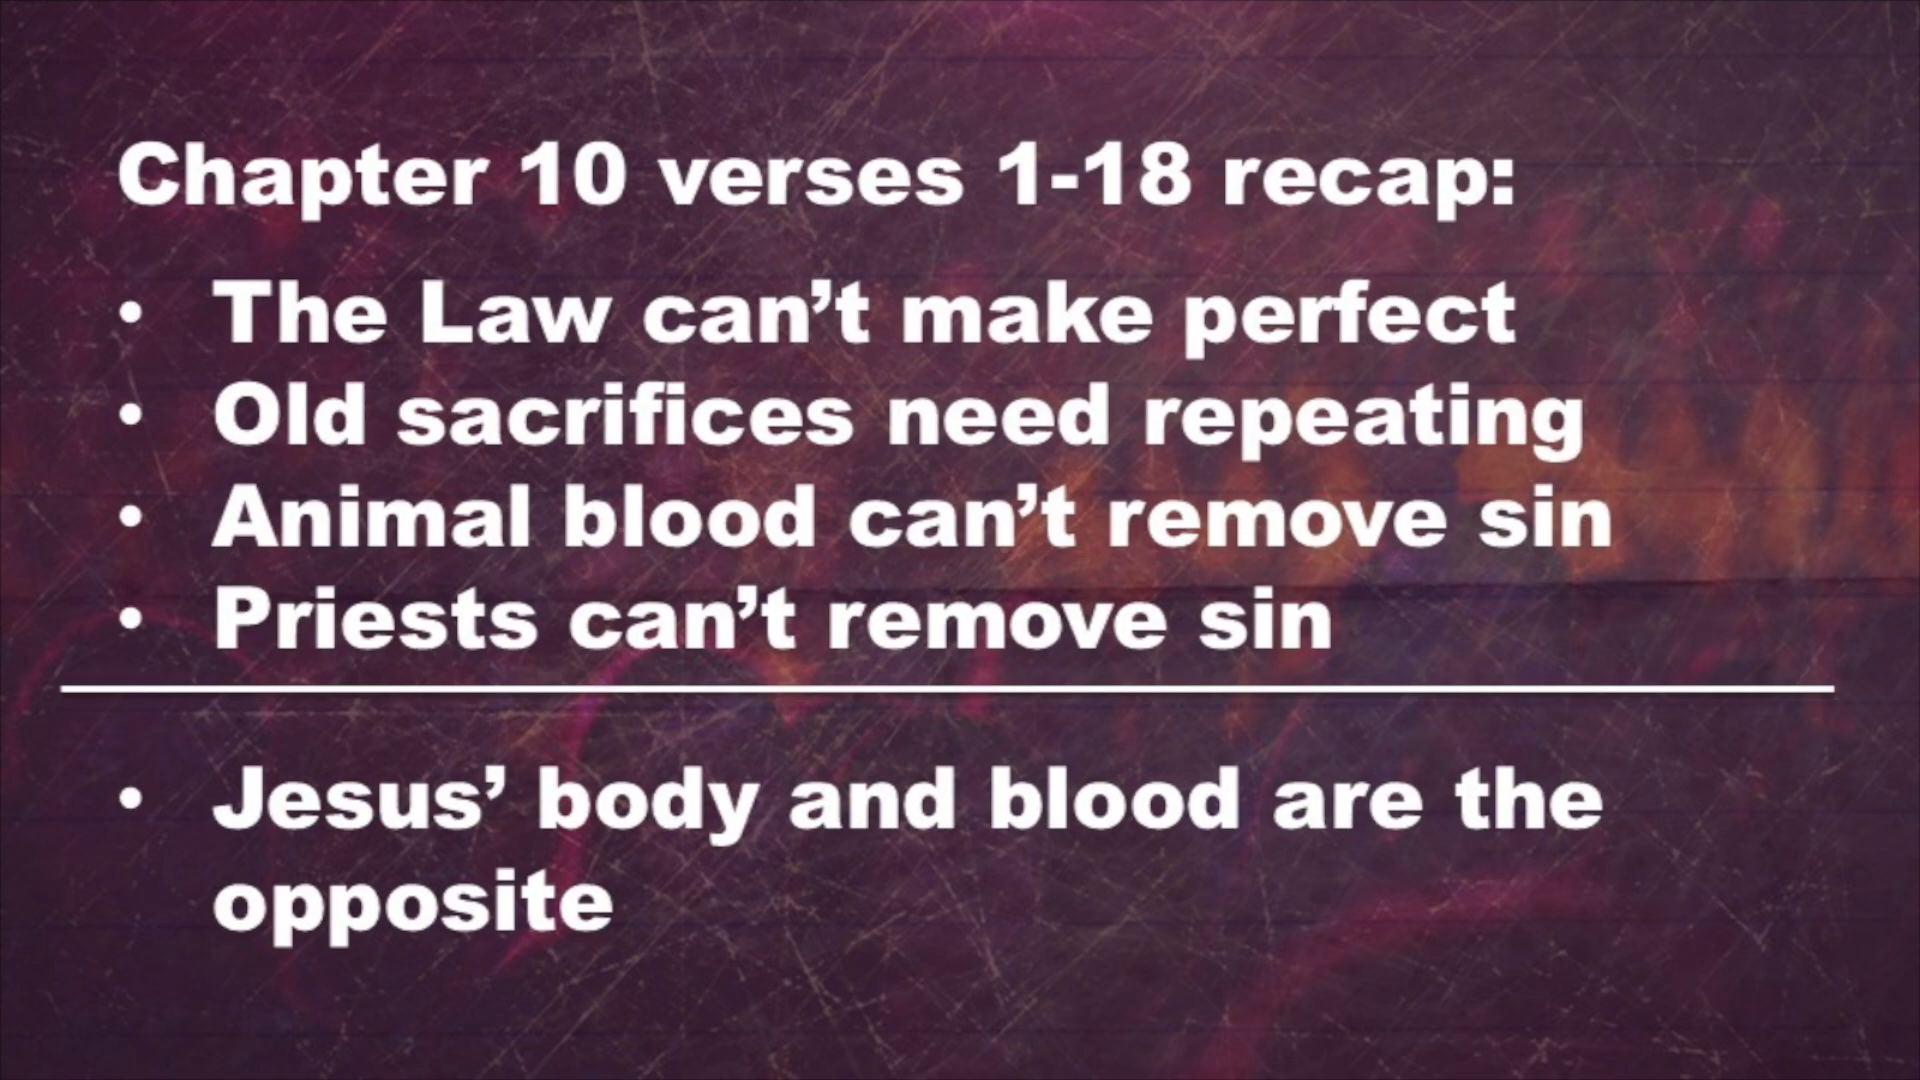 Chapter 10 verses 1-18 recap:
• The Law can’t make perfect
• Old sacrifices need repeating
• Animal blood can’t remove sin
• Priests can’t remove sin
• Jesus’ body and blood are the
opposite